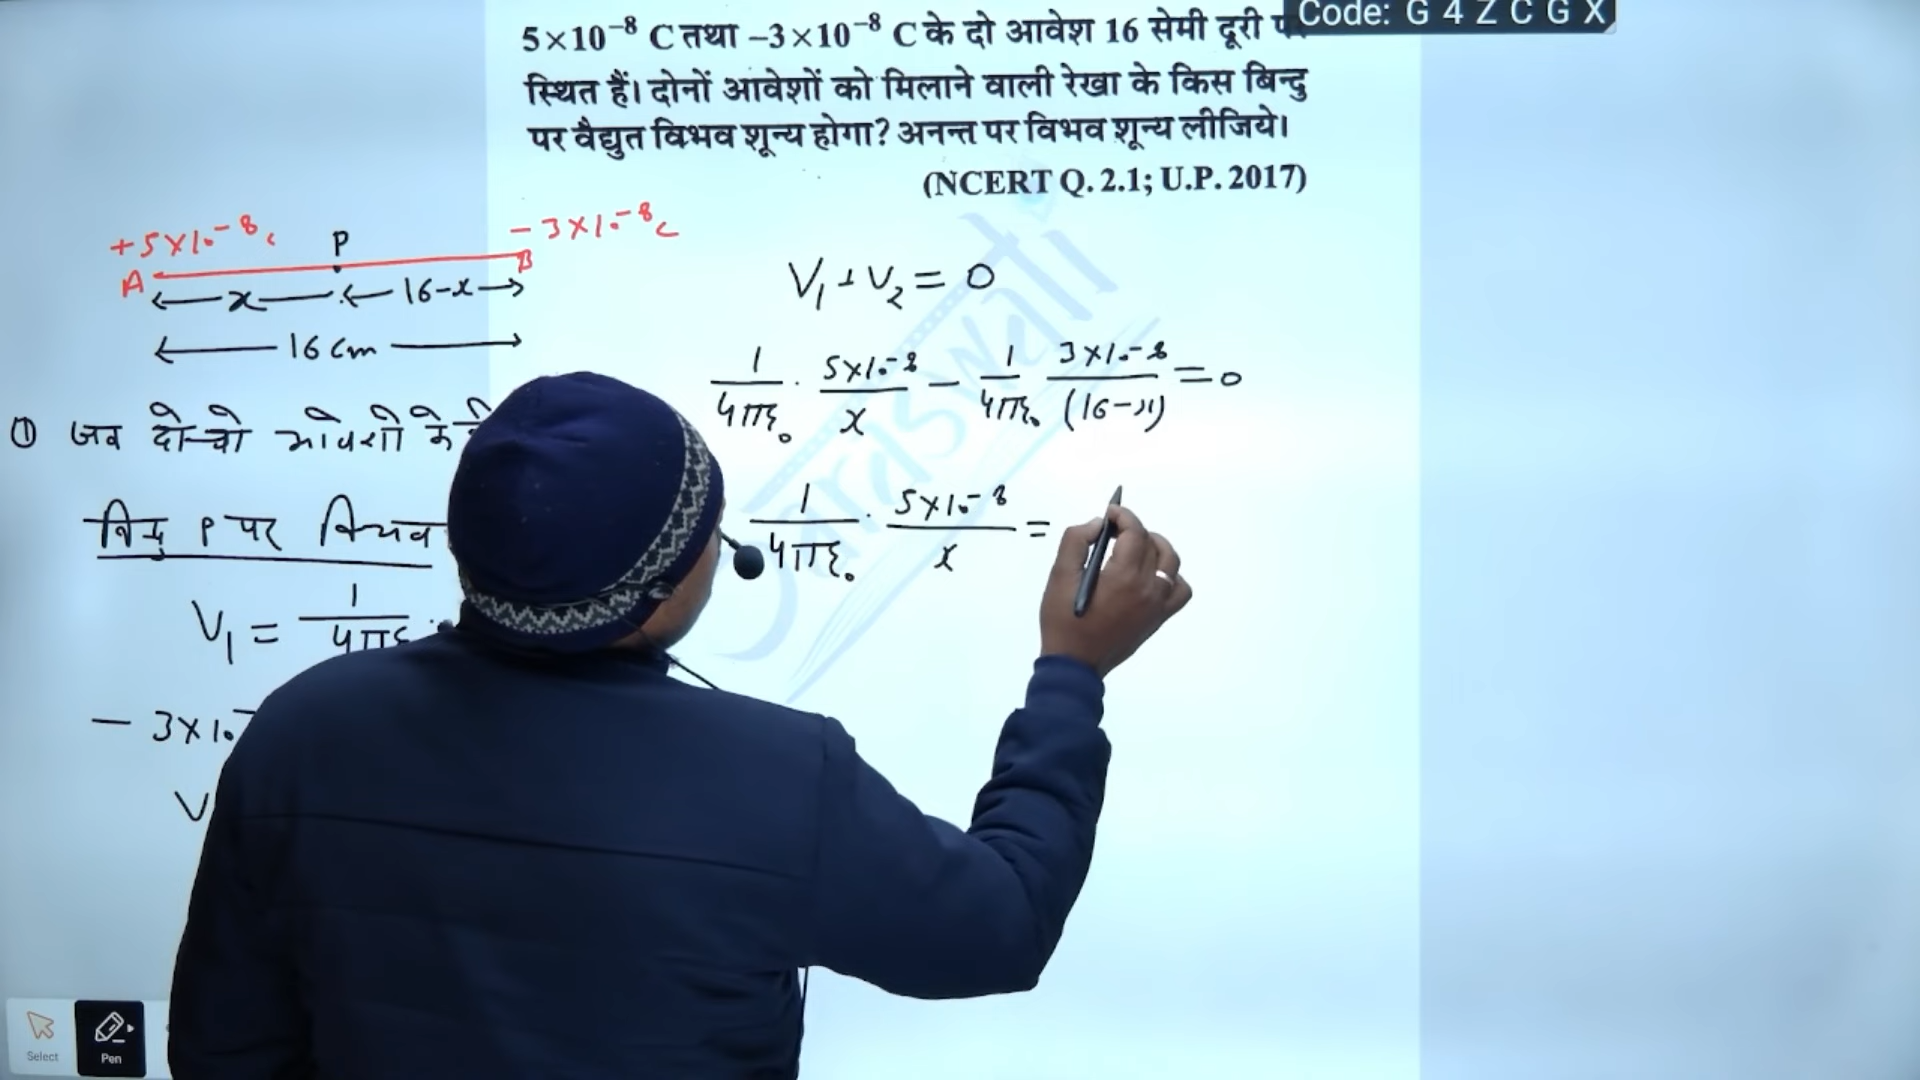 Code: G 4 Z C G X
5×10⁻⁸ C तथा –3×10⁻⁸ C के दो आवेश 16 सेमी दूरी
स्थित हैं। दोनों आवेशों को मिलाने वाली रेखा के किस बिन्दु
पर वैद्युत विभव शून्य होगा? अनन्त पर विभव शून्य लीजिये।
(NCERT Q. 2.1; U.P. 2017)
+5×10⁻⁸ C P –3×10⁻⁸ C
A B
x 16-x
16 cm
① जब के
P पर
V₁ = 1/4πε
– 3×10
V
V₁ + V₂ = 0
1/4πε₀ · 5×10⁻⁸/x – 1/4πε₀ 3×10⁻⁸/(16-x) = 0
1/4πε₀ · 5×10⁻⁸/x =
Saraswati
Select
Pen